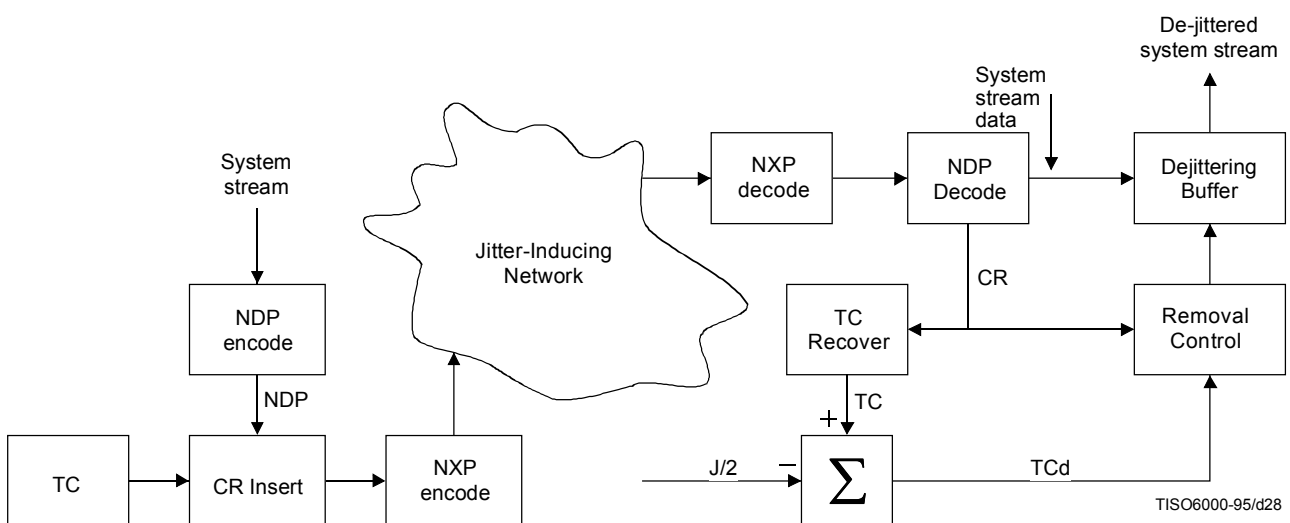 De-jittered
system stream
System
stream
data
System
stream
NXP
decode
NDP
Decode
Dejittering
Buffer
Jitter-Inducing
Network
CR
NDP
encode
TC
Recover
Removal
Control
NDP
TC
+
TC
CR Insert
NXP
encode
J/2
−
Σ
TCd
TISO6000-95/d28